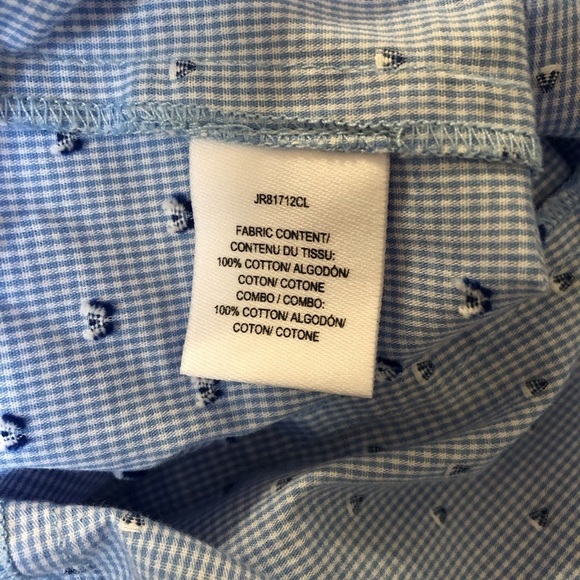 JR81712CL
FABRIC CONTENT/
CONTENU DU TISSU:
100% COTTON/ ALGODÓN/
COTON/ COTONE
COMBO / COMBO:
100% COTTON/ ALGODÓN/
COTON/ COTONE